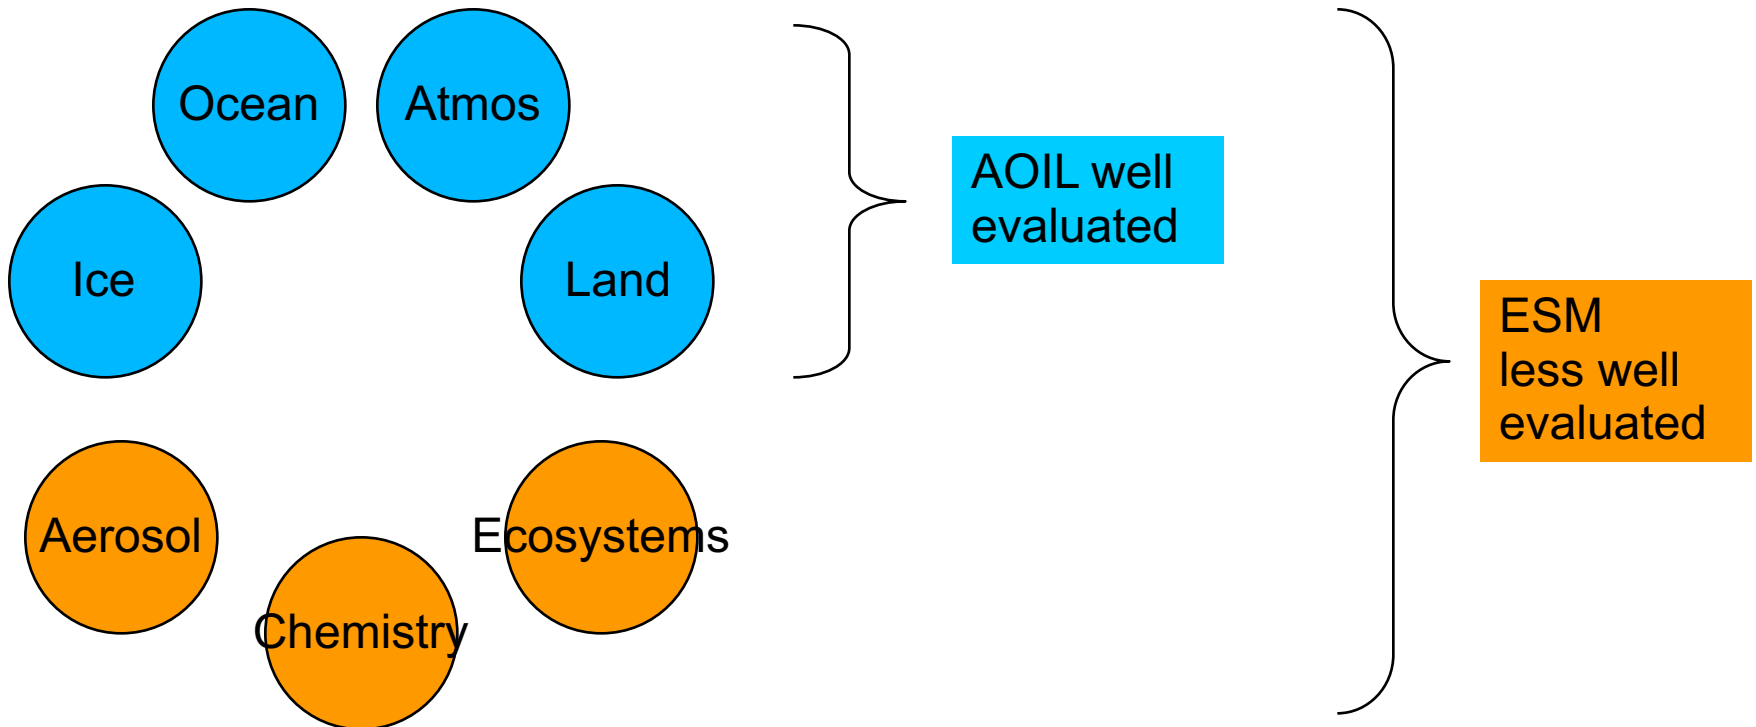 Ocean
Atmos
Ice
Land
AOIL well
evaluated
ESM
less well
evaluated
Aerosol
Ecosystems
Chemistry